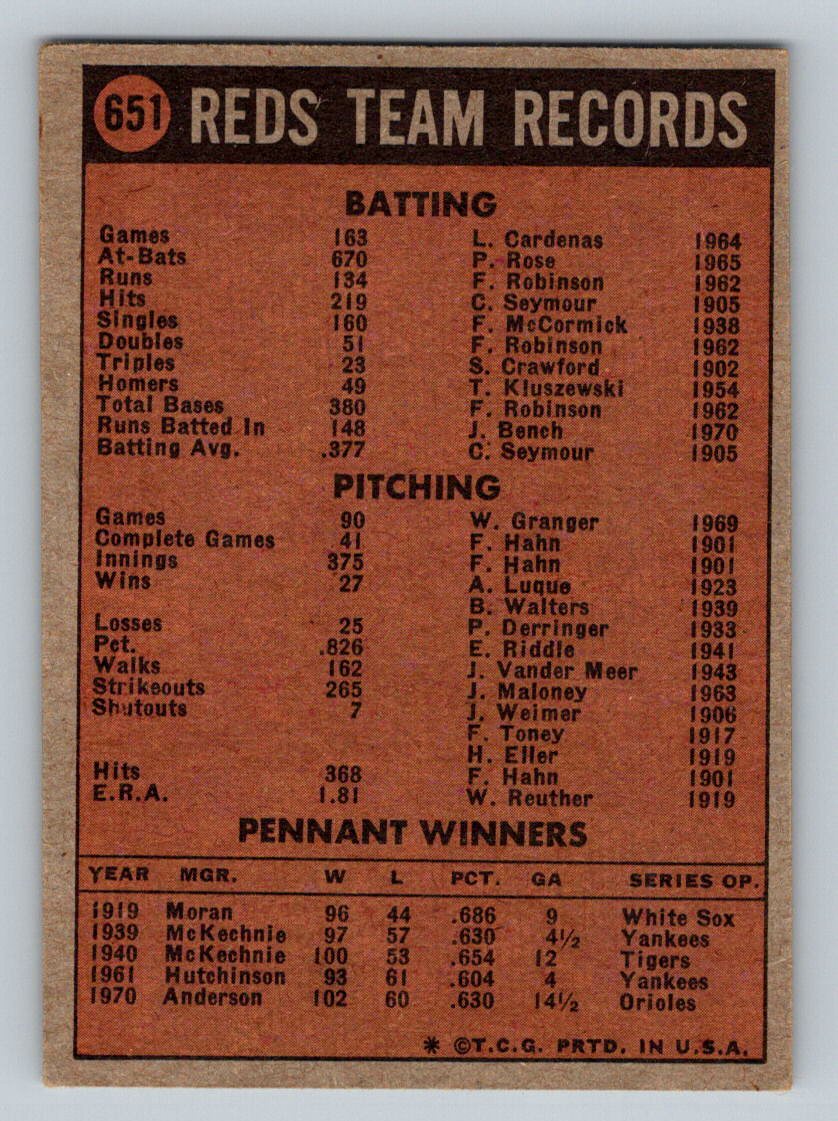 651 REDS TEAM RECORDS
BATTING
Games 163 L. Cardenas 1964
At-Bats 670 P. Rose 1965
Runs 134 F. Robinson 1962
Hits 219 C. Seymour 1905
Singles 160 F. McCormick 1938
Doubles 51 F. Robinson 1962
Triples 23 S. Crawford 1902
Homers 49 T. Kluszewski 1954
Total Bases 380 F. Robinson 1962
Runs Batted In 148 J. Bench 1970
Batting Avg. .377 C. Seymour 1905
PITCHING
Games 90 W. Granger 1969
Complete Games 41 F. Hahn 1901
Innings 375 F. Hahn 1901
Wins 27 A. Luque 1923
B. Walters 1939
Losses 25 P. Derringer 1933
Pct. .826 E. Riddle 1941
Walks 162 J. Vander Meer 1943
Strikeouts 265 J. Maloney 1963
Shutouts 7 J. Weimer 1906
F. Toney 1917
H. Eller 1919
Hits 368 F. Hahn 1901
E.R.A. 1.81 W. Reuther 1919
PENNANT WINNERS
YEAR MGR. W L PCT. GA SERIES OP.
1919 Moran 96 44 .686 9 White Sox
1939 McKechnie 97 57 .630 4½ Yankees
1940 McKechnie 100 53 .654 12 Tigers
1961 Hutchinson 93 61 .604 4 Yankees
1970 Anderson 102 60 .630 14½ Orioles
* ©T.C.G. PRTD. IN U.S.A.